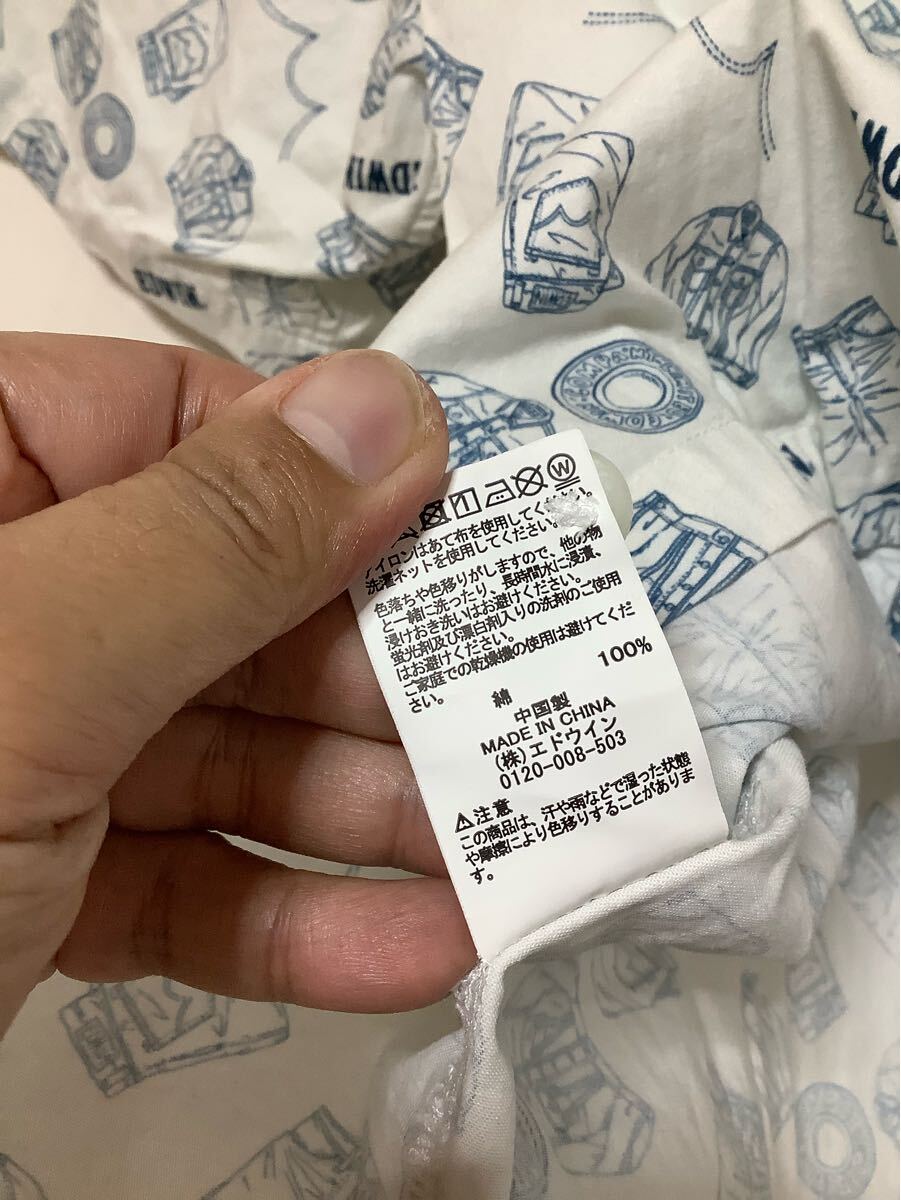 EDWIN
EDWIN
EDWIN
アイロンはあて布を使用してください。
洗濯ネットを使用してください。
色落ちや色移りがしますので、他の物
と一緒に洗ったり、長時間水に浸漬、
浸けおき洗いはお避けください。
蛍光剤及び漂白剤入りの洗剤のご使用
はお避けください。
ご家庭での乾燥機の使用は避けてくだ
さい。
綿 100%
中国製
MADE IN CHINA
(株)エドウイン
0120-008-503
⚠注意
この商品は、汗や雨などで湿った状態
や摩擦により色移りすることがありま
す。